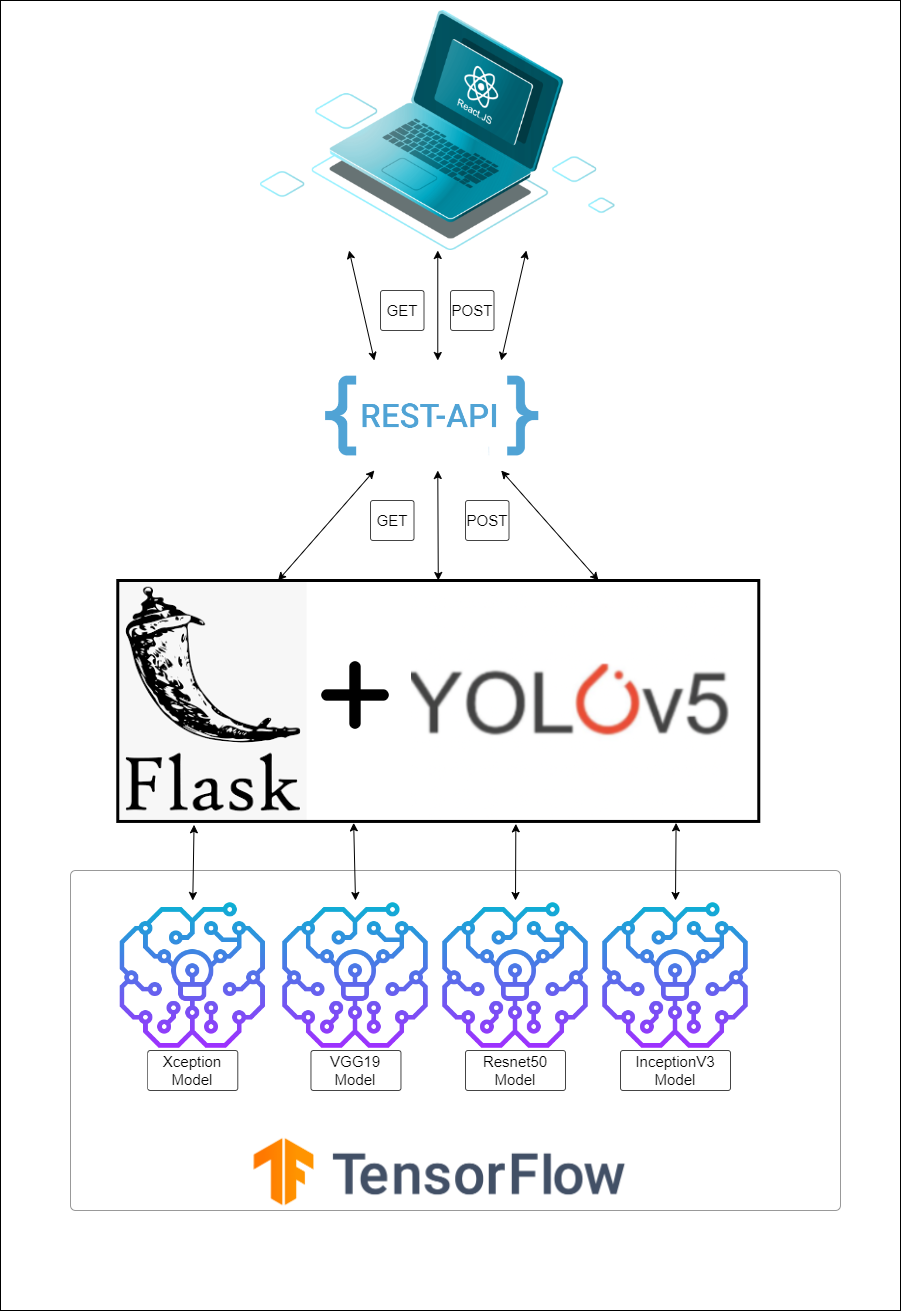 React.JS
GET
POST
{REST-API}
GET
POST
Flask
+
YOLOv5
Xception
Model
VGG19
Model
Resnet50
Model
InceptionV3
Model
TensorFlow